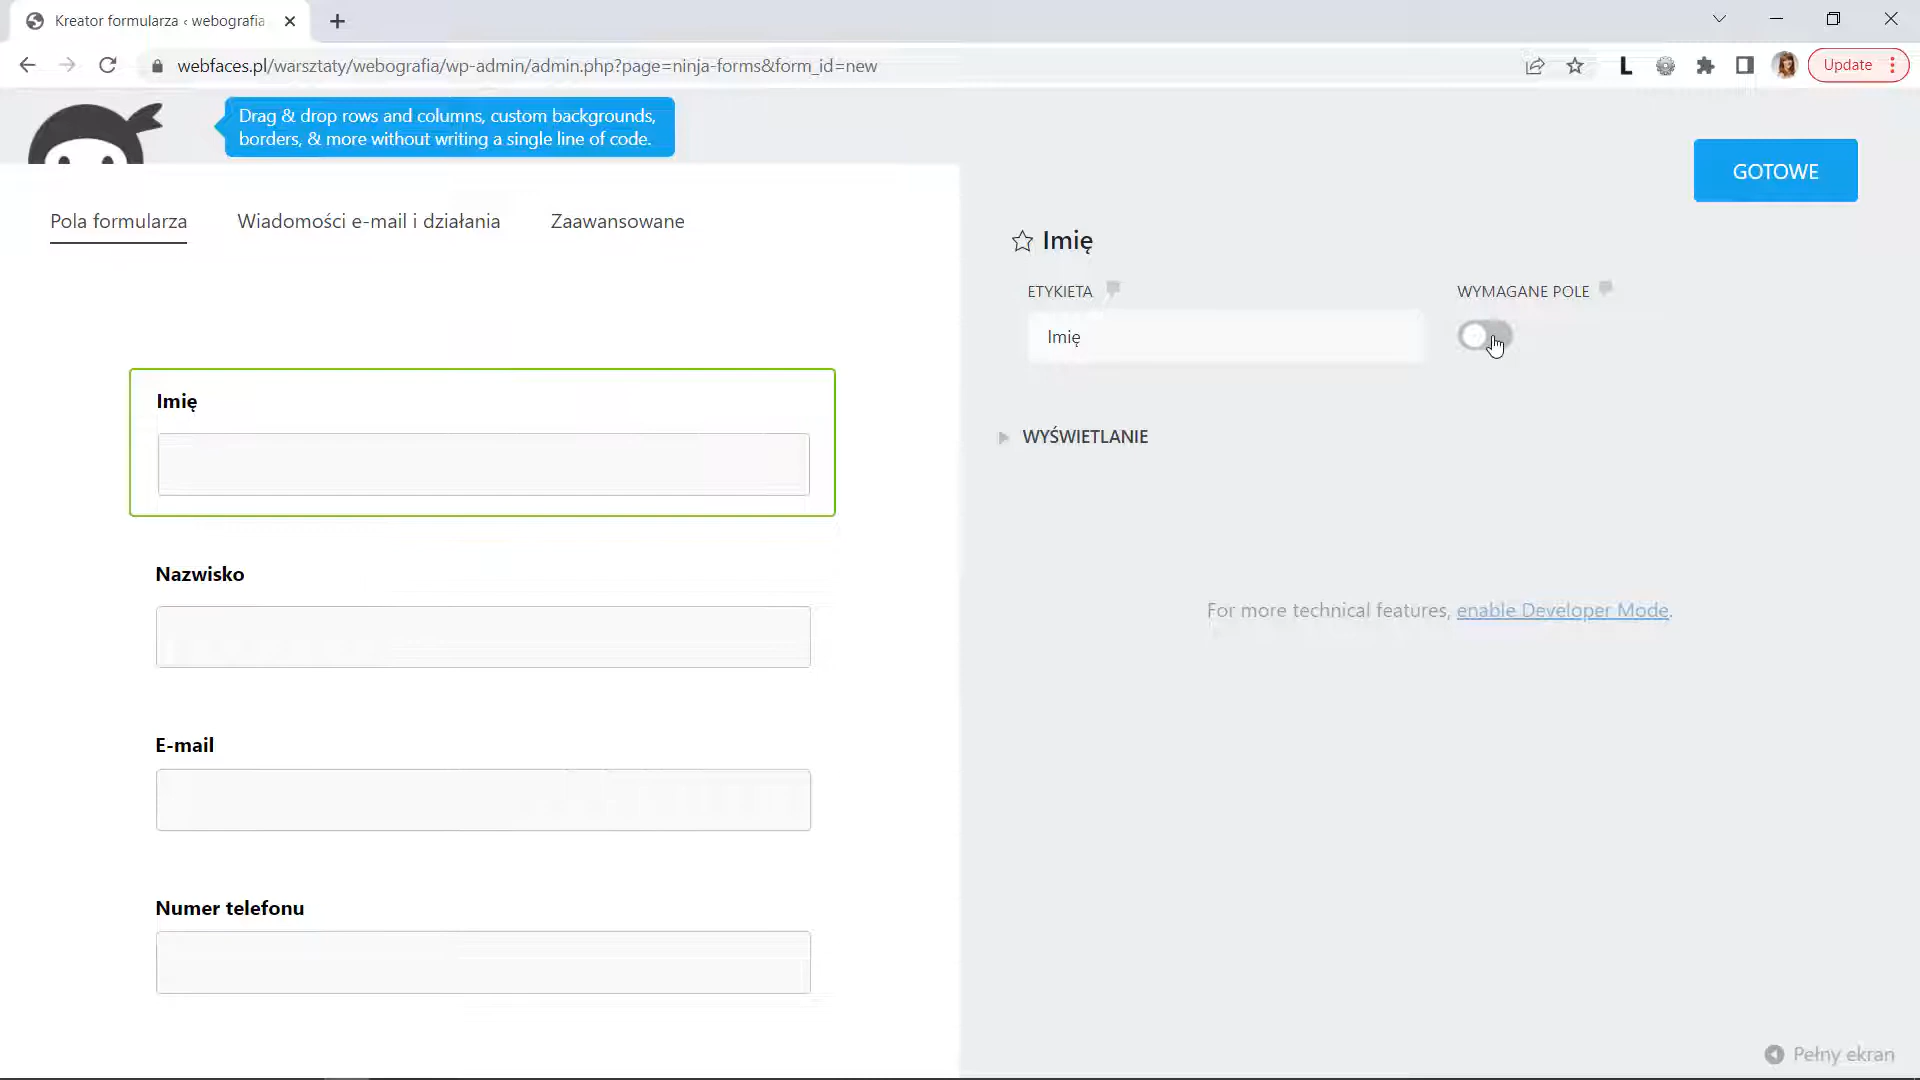 Kreator formularza ‹ webografia
webfaces.pl/warsztaty/webografia/wp-admin/admin.php?page=ninja-forms&form_id=new
L
Update
Drag & drop rows and columns, custom backgrounds,
borders, & more without writing a single line of code.
GOTOWE
Pola formularza
Wiadomości e-mail i działania
Zaawansowane
Imię
ETYKIETA
WYMAGANE POLE
Imię
WYŚWIETLANIE
For more technical features, enable Developer Mode.
Imię
Nazwisko
E-mail
Numer telefonu
Pełny ekran